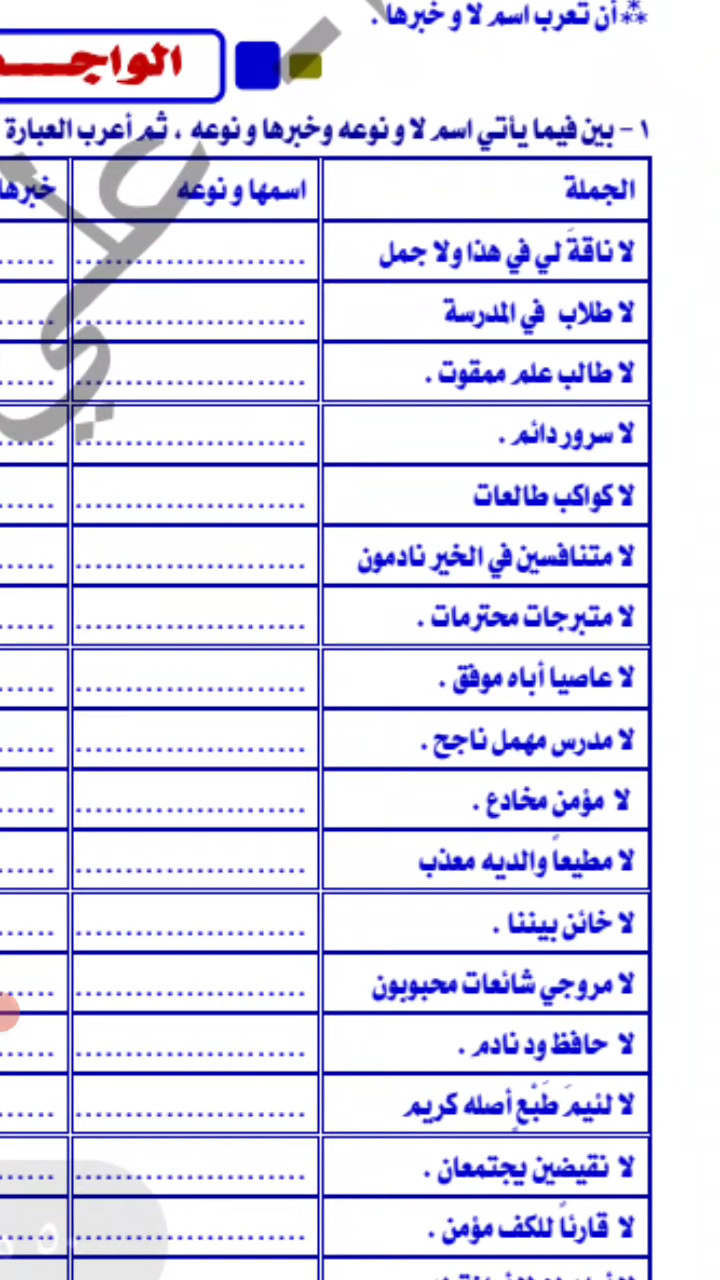 ⁂ أن تعرب اسم لا و خبرها .
الواجـــ
١ - بين فيما يأتي اسم لا و نوعه وخبرها و نوعه ، ثم أعرب العبارة
الجملة اسمها و نوعه خبرها
لا ناقةَ لي في هذا ولا جمل ...................... ......
لا طلاب في المدرسة ...................... ......
لا طالب علم ممقوت . ...................... ......
لا سرور دائم . ...................... ......
لا كواكب طالعات ...................... ......
لا متنافسين في الخير نادمون ...................... ......
لا متبرجات محترمات . ...................... ......
لا عاصيا أباه موفق . ...................... ......
لا مدرس مهمل ناجح . ...................... ......
لا مؤمن مخادع . ...................... ......
لا مطيعاً والديه معذب ...................... ......
لا خائن بيننا . ...................... ......
لا مروجي شائعات محبوبون ...................... ......
لا حافظ ود نادم . ...................... ......
لا لئيمَ طَبْعٍ أصله كريم ...................... ......
لا نقيضين يجتمعان . ...................... ......
لا قارئاً للكف مؤمن . ...................... ......